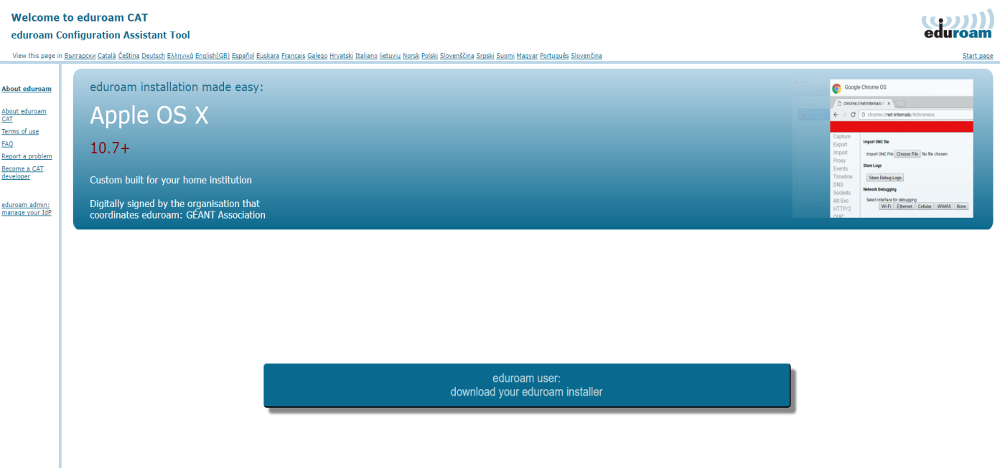 Welcome to eduroam CAT
eduroam Configuration Assistant Tool
eduroam
View this page in Български Català Čeština Deutsch Ελληνικά English(GB) Español Euskara Français Galego Hrvatski Italiano lietuvių Norsk Polski Slovenščina Srpski Suomi Magyar Português Slovenčina
Start page
About eduroam
About eduroam
CAT
Terms of use
FAQ
Report a problem
Become a CAT
developer
eduroam admin:
manage your IdP
eduroam installation made easy:
Apple OS X
10.7+
Custom built for your home institution
Digitally signed by the organisation that
coordinates eduroam: GÉANT Association
Google Chrome OS
chrome://net-internals/# x
chrome://net-internals/#chromeos
Capture
Export
Import
Proxy
Events
Timeline
DNS
Sockets
Alt-Svc
HTTP/2
QUIC
Import ONC file
Import ONC File Choose File No file chosen
Store Logs
Store Debug Logs
Network Debugging
Select interface for debugging
Wi-Fi Ethernet Cellular WiMAX None
eduroam user:
download your eduroam installer